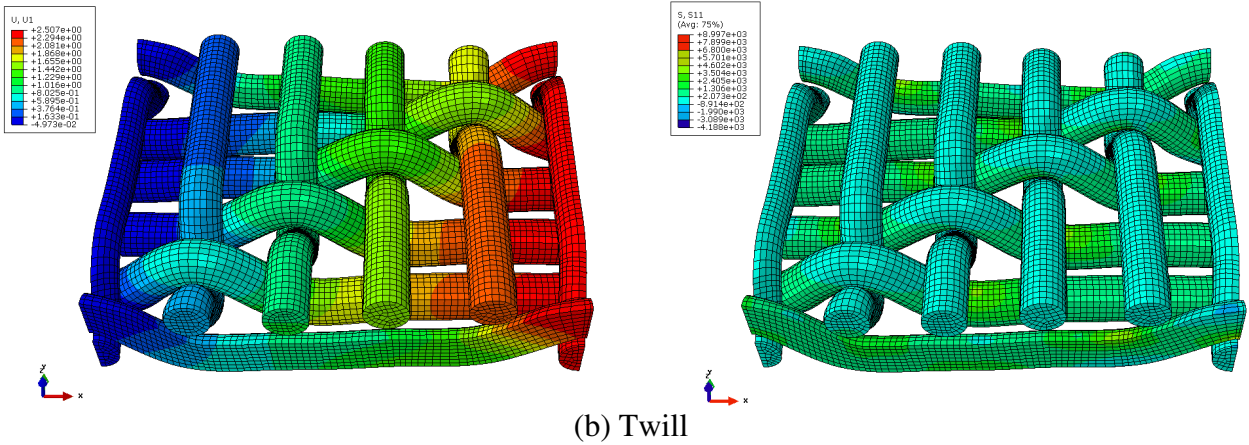 U, U1
+2.507e+00
+2.294e+00
+2.081e+00
+1.868e+00
+1.655e+00
+1.442e+00
+1.229e+00
+1.016e+00
+8.025e-01
+5.895e-01
+3.764e-01
+1.633e-01
-4.973e-02
y
z
x
S, S11
(Avg: 75%)
+8.997e+03
+7.899e+03
+6.800e+03
+5.701e+03
+4.602e+03
+3.504e+03
+2.405e+03
+1.306e+03
+2.073e+02
-8.914e+02
-1.990e+03
-3.089e+03
-4.188e+03
y
z
x
(b) Twill